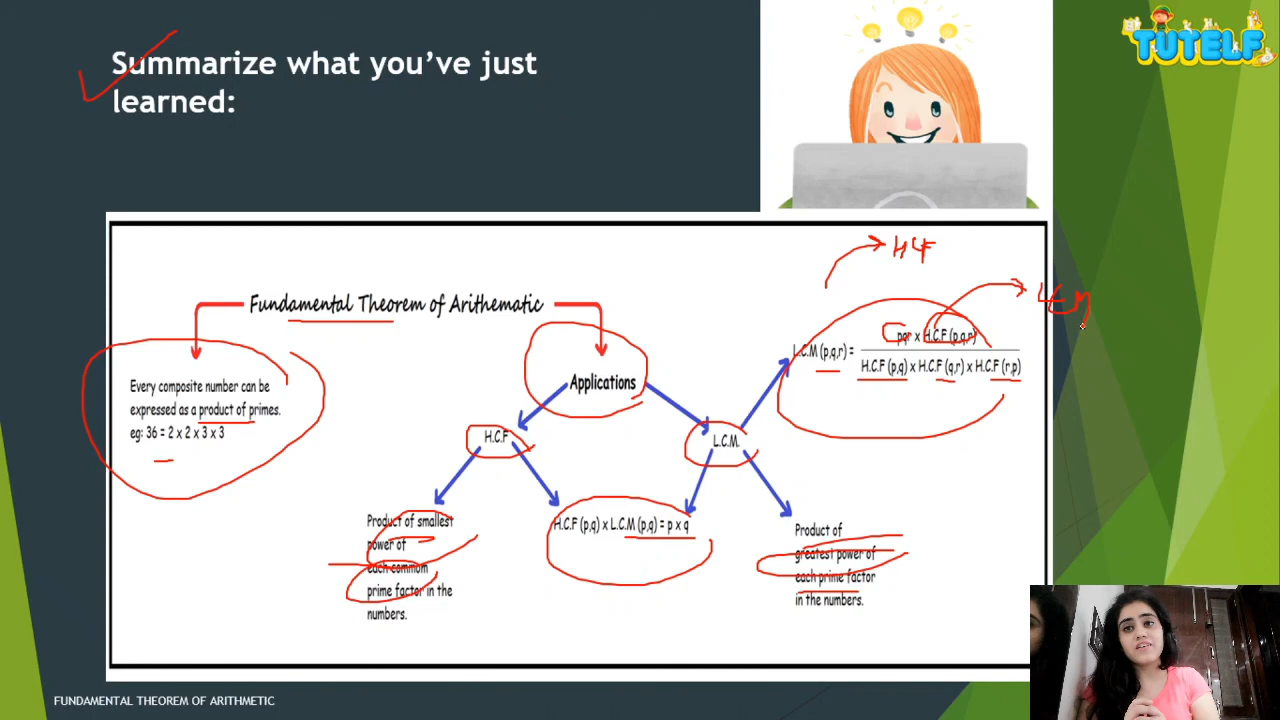 Summarize what you've just
learned:
TUTELF
HCF
LCM
Fundamental Theorem of Arithematic
Every composite number can be
expressed as a product of primes.
eg: 36 = 2 x 2 x 3 x 3
Applications
H.C.F
L.C.M.
pqr x H.C.F (p,q,r)
L.C.M (p,q,r) =
H.C.F (p,q) x H.C.F (q,r) x H.C.F (r,p)
Product of smallest
power of
each common
prime factor in the
numbers.
H.C.F (p,q) x L.C.M (p,q) = p x q
Product of
greatest power of
each prime factor
in the numbers.
FUNDAMENTAL THEOREM OF ARITHMETIC